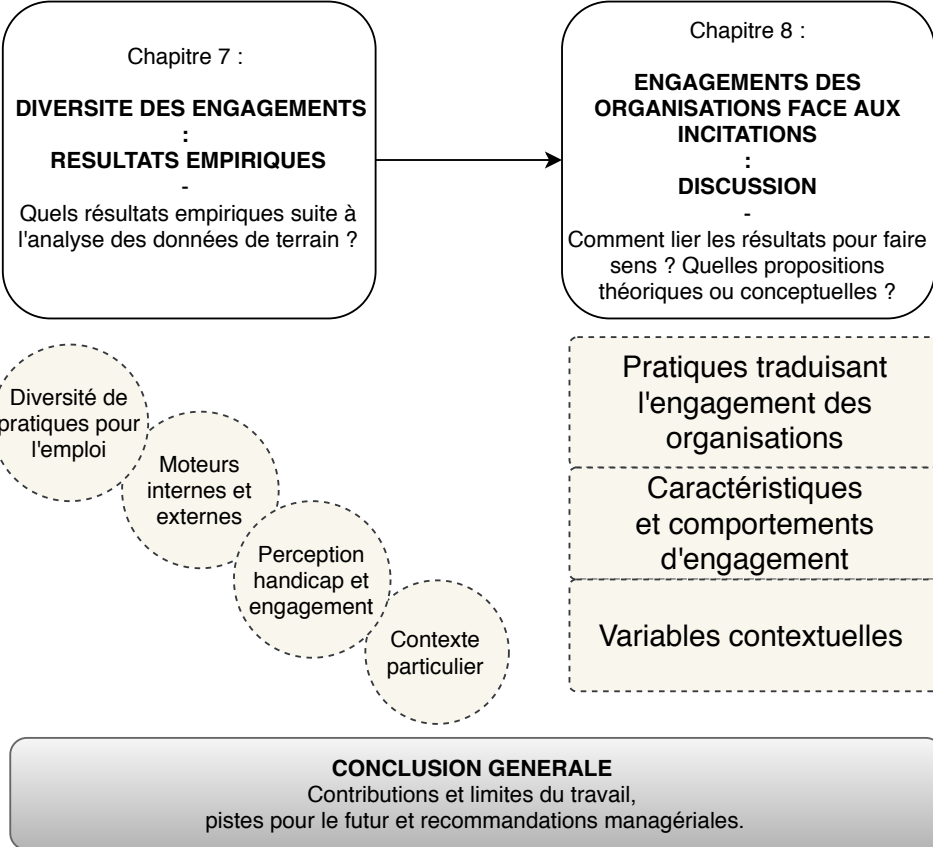 Chapitre 7 :
DIVERSITE DES ENGAGEMENTS
:
RESULTATS EMPIRIQUES
-
Quels résultats empiriques suite à
l'analyse des données de terrain ?
Chapitre 8 :
ENGAGEMENTS DES
ORGANISATIONS FACE AUX
INCITATIONS
:
DISCUSSION
-
Comment lier les résultats pour faire
sens ? Quelles propositions
théoriques ou conceptuelles ?
Diversité de
pratiques pour
l'emploi
Moteurs
internes et
externes
Perception
handicap et
engagement
Contexte
particulier
Pratiques traduisant
l'engagement des
organisations
Caractéristiques
et comportements
d'engagement
Variables contextuelles
CONCLUSION GENERALE
Contributions et limites du travail,
pistes pour le futur et recommandations managériales.